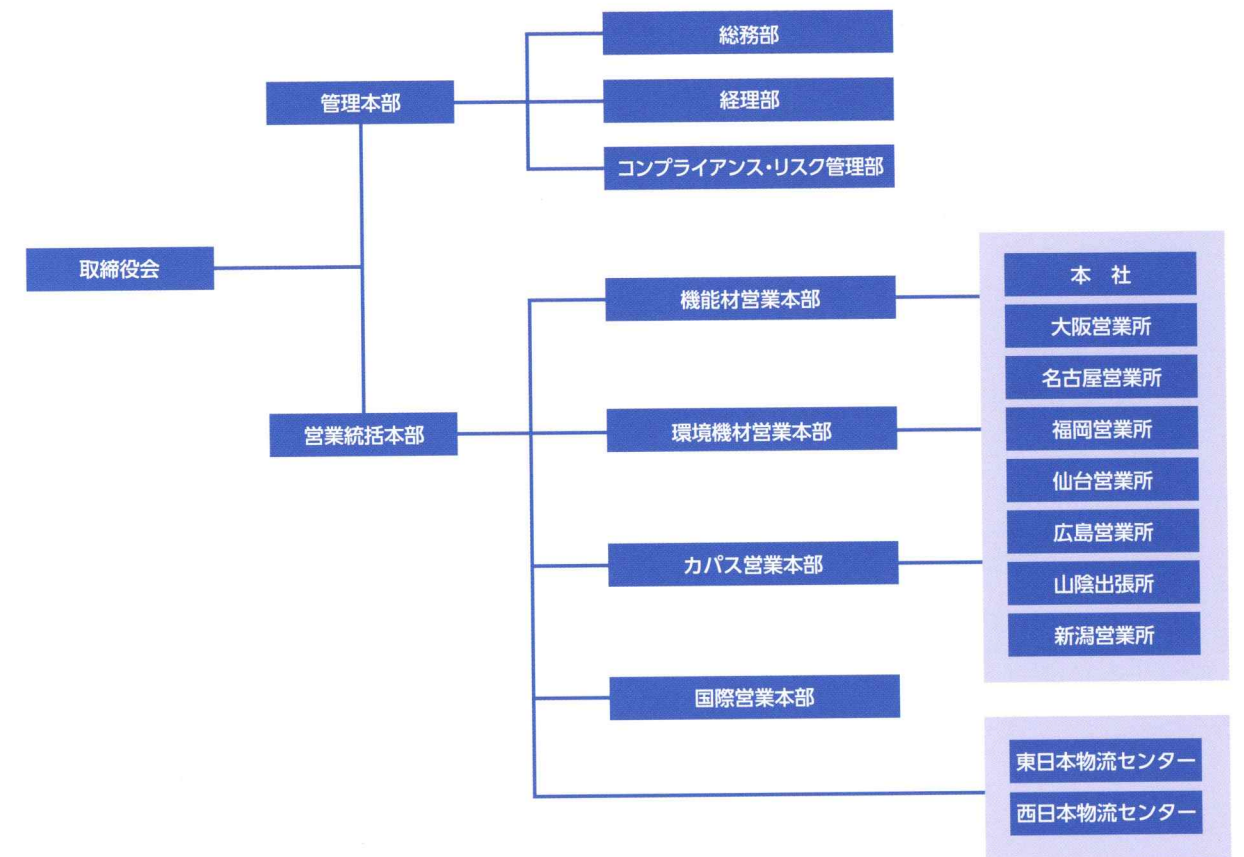 総務部
管理本部
経理部
コンプライアンス・リスク管理部
取締役会
機能材営業本部
本 社
大阪営業所
名古屋営業所
営業統括本部
環境機材営業本部
福岡営業所
仙台営業所
広島営業所
カパス営業本部
山陰出張所
新潟営業所
国際営業本部
東日本物流センター
西日本物流センター